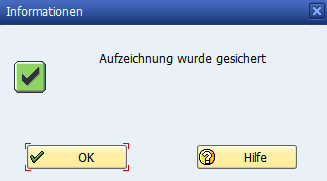 Informationen
Aufzeichnung wurde gesichert
OK
Hilfe